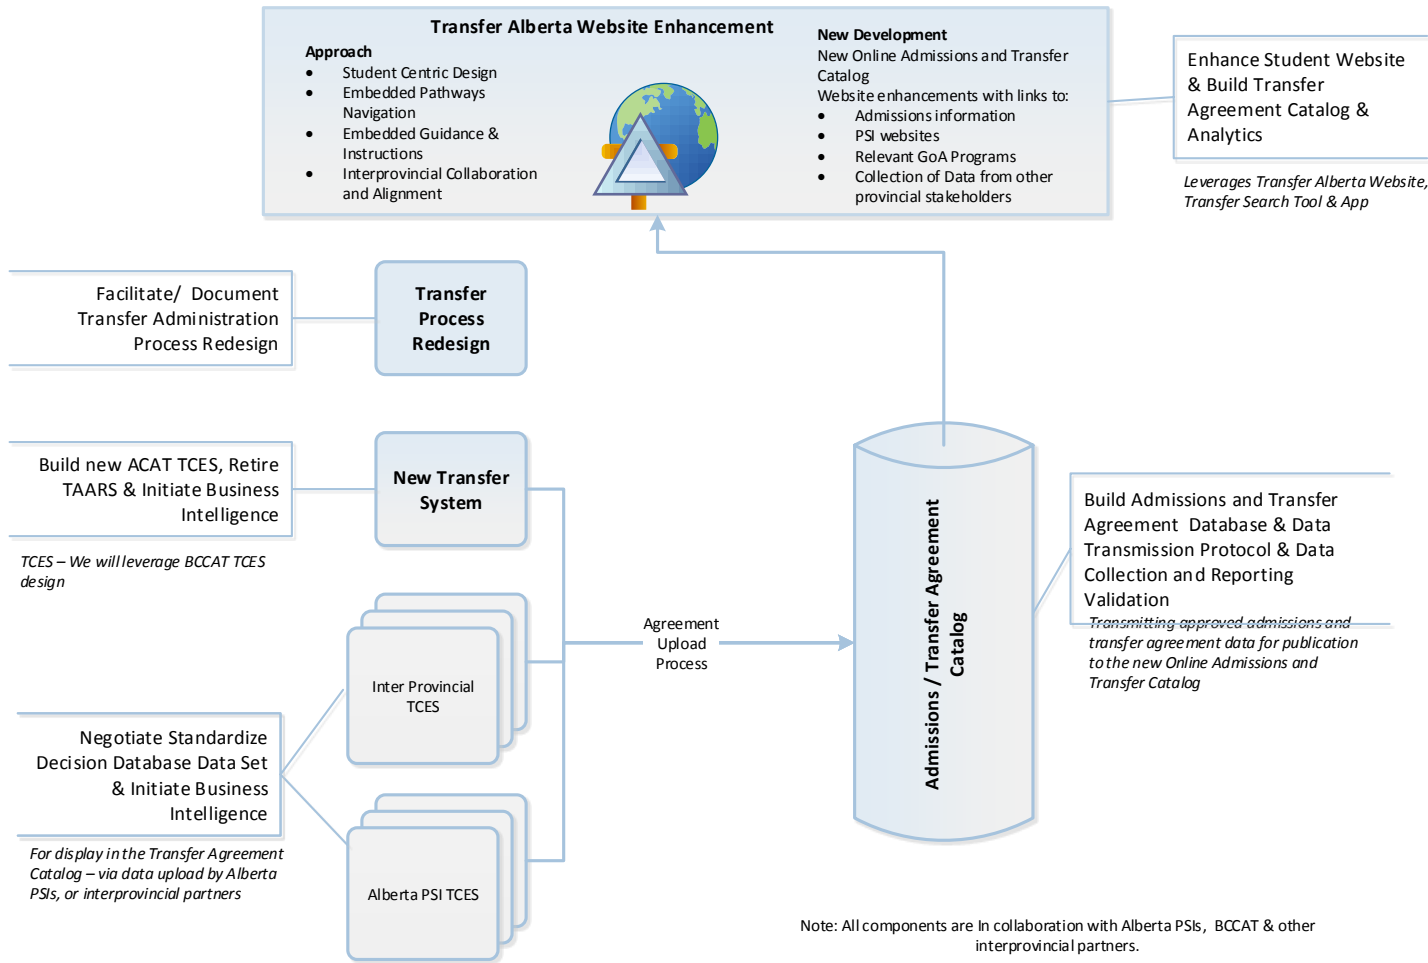 Transfer Alberta Website Enhancement
Approach
• Student Centric Design
• Embedded Pathways
Navigation
• Embedded Guidance &
Instructions
• Interprovincial Collaboration
and Alignment
New Development
New Online Admissions and Transfer
Catalog
Website enhancements with links to:
• Admissions information
• PSI websites
• Relevant GoA Programs
• Collection of Data from other
provincial stakeholders
Enhance Student Website
& Build Transfer
Agreement Catalog &
Analytics
Leverages Transfer Alberta Website,
Transfer Search Tool & App
Facilitate/ Document
Transfer Administration
Process Redesign
Transfer
Process
Redesign
Build new ACAT TCES, Retire
TAARS & Initiate Business
Intelligence
TCES – We will leverage BCCAT TCES
design
New Transfer
System
Inter Provincial
TCES
Negotiate Standardize
Decision Database Data Set
& Initiate Business
Intelligence
For display in the Transfer Agreement
Catalog – via data upload by Alberta
PSIs, or interprovincial partners
Alberta PSI TCES
Agreement
Upload
Process
Admissions / Transfer Agreement
Catalog
Build Admissions and Transfer
Agreement Database & Data
Transmission Protocol & Data
Collection and Reporting
Validation
Transmitting approved admissions and
transfer agreement data for publication
to the new Online Admissions and
Transfer Catalog
Note: All components are In collaboration with Alberta PSIs, BCCAT & other
interprovincial partners.